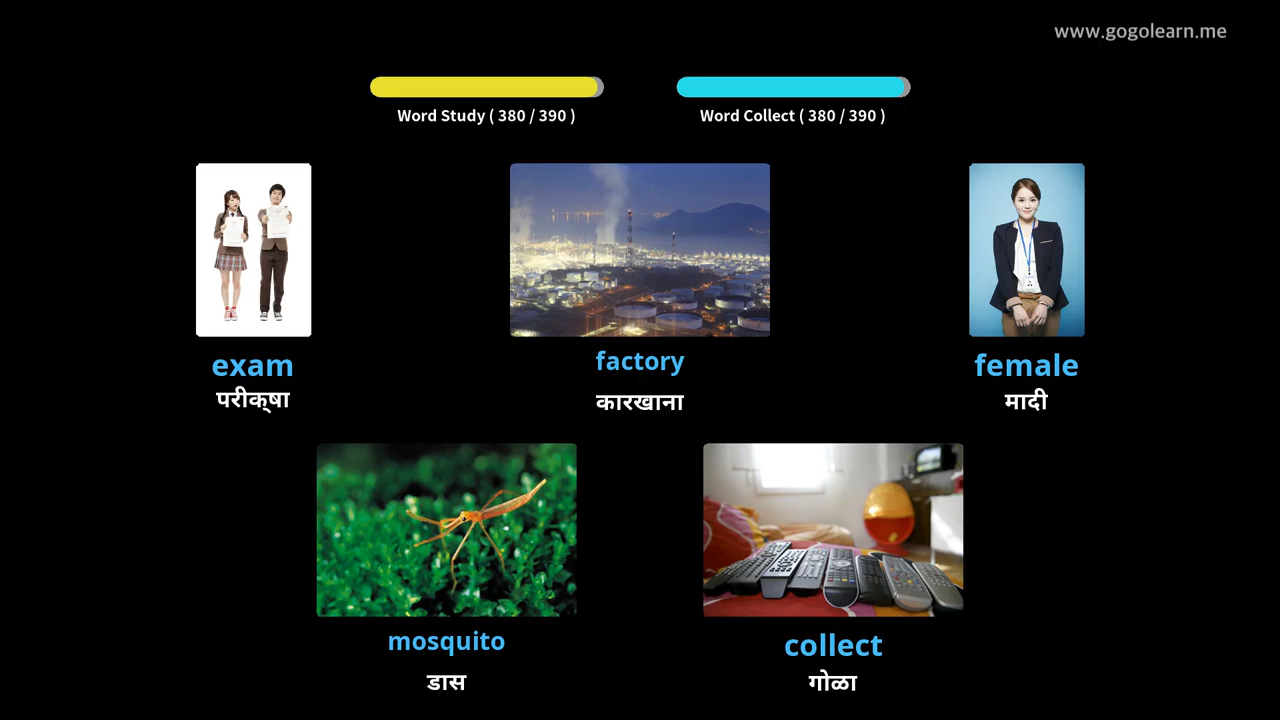 www.gogolearn.me
Word Study ( 380 / 390 )
Word Collect ( 380 / 390 )
exam
परीक्षा
factory
कारखाना
female
मादी
mosquito
डास
collect
गोळा